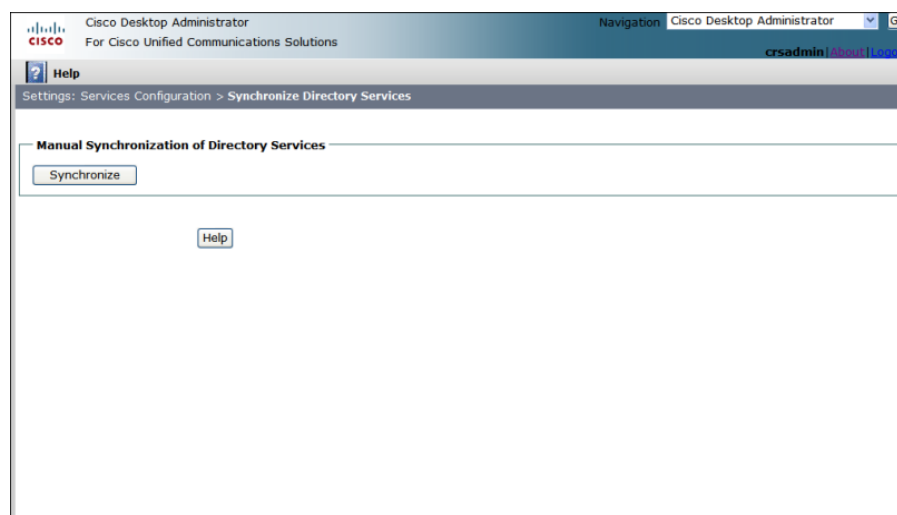 Cisco Desktop Administrator
For Cisco Unified Communications Solutions
CISCO
Navigation Cisco Desktop Administrator G
crsadmin|About|Logo
? Help
Settings: Services Configuration > Synchronize Directory Services
Manual Synchronization of Directory Services
Synchronize
Help